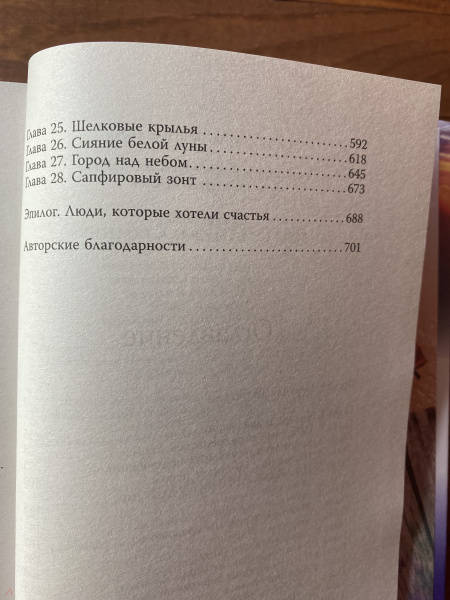 Глава 25. Шелковые крылья ........................ 592
Глава 26. Сияние белой луны ..................... 618
Глава 27. Город над небом........................ 645
Глава 28. Сапфировый зонт ....................... 673
Эпилог. Люди, которые хотели счастья ............. 688
Авторские благодарности .......................... 701
Оглавление